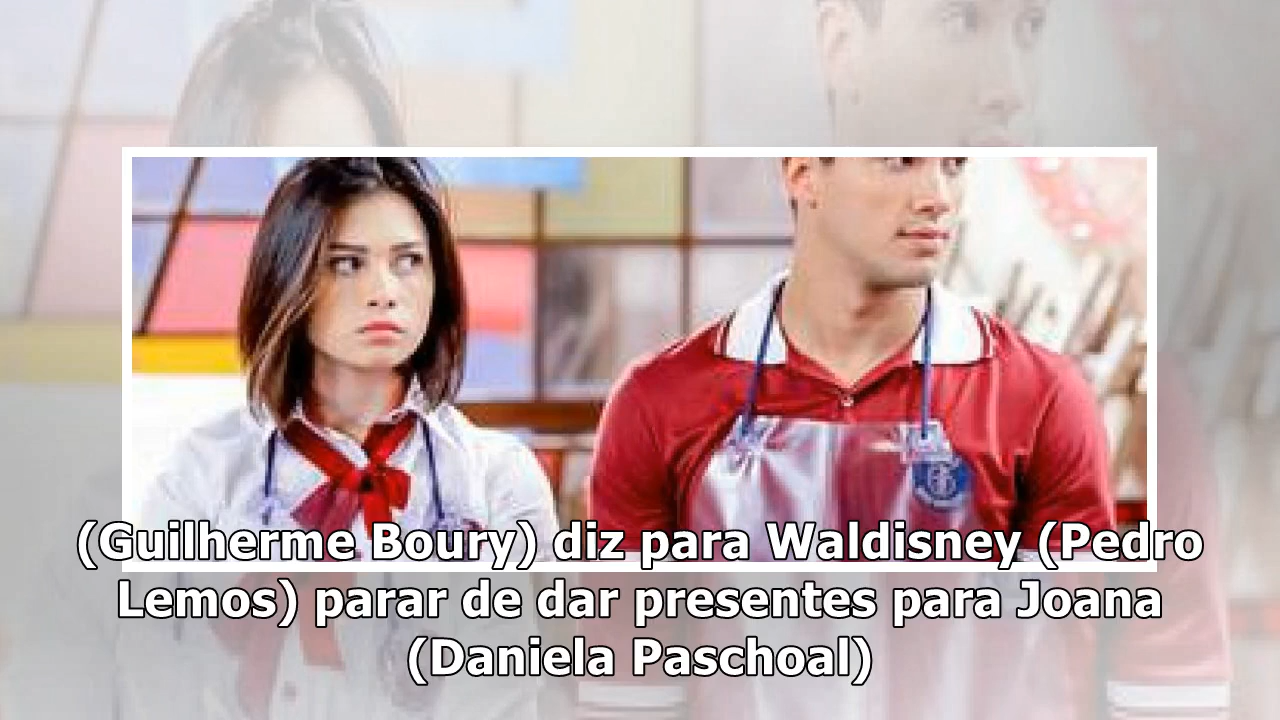 (Guilherme Boury) diz para Waldisney (Pedro
Lemos) parar de dar presentes para Joana
(Daniela Paschoal)